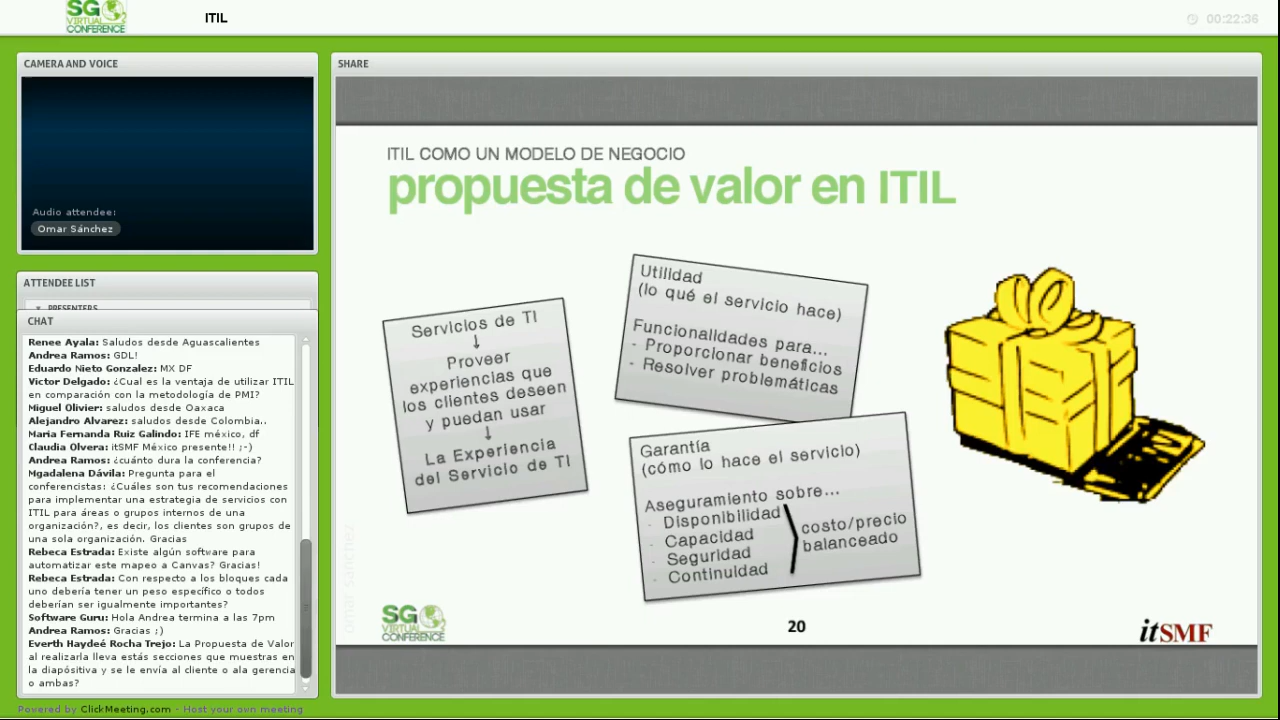 SG
VIRTUAL
CONFERENCE
ITIL
00:22:36
CAMERA AND VOICE
Audio attendee:
Omar Sánchez
ATTENDEE LIST
PRESENTERS
CHAT
Renee Ayala: Saludos desde Aguascalientes
Andrea Ramos: GDL!
Eduardo Nieto Gonzalez: MX DF
Victor Delgado: ¿Cual es la ventaja de utilizar ITIL
en comparación con la metodología de PMI?
Miguel Olivier: saludos desde Oaxaca
Alejandro Alvarez: saludos desde Colombia..
Maria Fernanda Ruiz Galindo: IFE méxico, df
Claudia Olvera: itSMF México presente!! ;-)
Andrea Ramos: ¿cuánto dura la conferencia?
Mgadalena Dávila: Pregunta para el
conferencistas: ¿Cuáles son tus recomendaciones
para implementar una estrategia de servicios con
ITIL para áreas o grupos internos de una
organización?, es decir, los clientes son grupos de
una sola organización. Gracias
Rebeca Estrada: Existe algún software para
automatizar este mapeo a Canvas? Gracias!
Rebeca Estrada: Con respecto a los bloques cada
uno debería tener un peso específico o todos
deberían ser igualmente importantes?
Software Guru: Hola Andrea termina a las 7pm
Andrea Ramos: Gracias ;)
Everth Haydeé Rocha Trejo: La Propuesta de Valor
al realizarla lleva estás secciones que muestras en
la diapósitiva y se le envía al cliente o ala gerencia
o ambas?
Powered by ClickMeeting.com - Host your own meeting
SHARE
ITIL COMO UN MODELO DE NEGOCIO
propuesta de valor en ITIL
Servicios de TI
↓
Proveer
experiencias que
los clientes deseen
y puedan usar
↓
La Experiencia
del Servicio de TI
Utilidad
(lo qué el servicio hace)
Funcionalidades para...
- Proporcionar beneficios
- Resolver problemáticas
Garantía
(cómo lo hace el servicio)
Aseguramiento sobre...
- Disponibilidad
- Capacidad
- Seguridad
- Continuidad
costo/precio
balanceado
omar sánchez
SG
VIRTUAL
CONFERENCE
20
itSMF